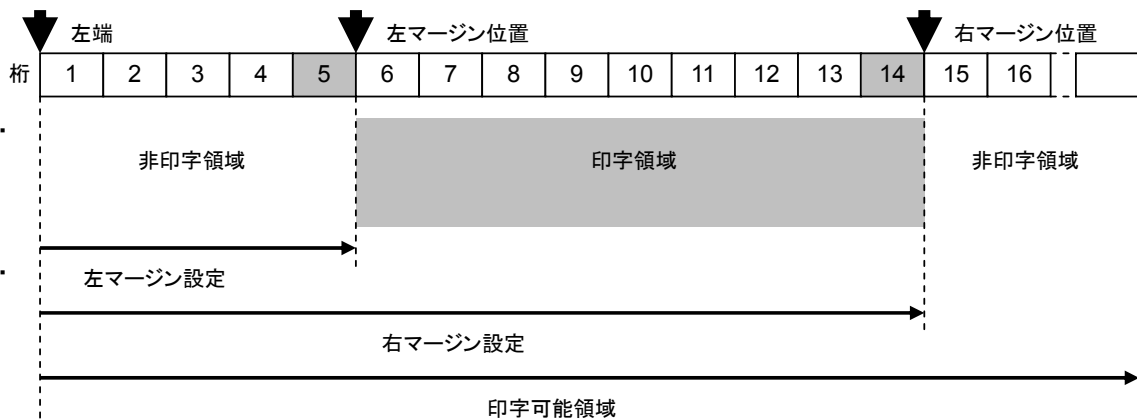 左端 左マージン位置 右マージン位置
桁 1 2 3 4 5 6 7 8 9 10 11 12 13 14 15 16
非印字領域 印字領域 非印字領域
左マージン設定
右マージン設定
印字可能領域